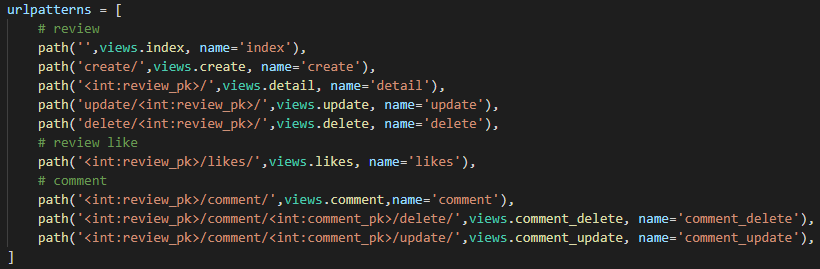 urlpatterns = [
    # review
    path('',views.index, name='index'),
    path('create/',views.create, name='create'),
    path('<int:review_pk>/',views.detail, name='detail'),
    path('update/<int:review_pk>/',views.update, name='update'),
    path('delete/<int:review_pk>/',views.delete, name='delete'),
    # review like
    path('<int:review_pk>/likes/',views.likes, name='likes'),
    # comment
    path('<int:review_pk>/comment/',views.comment,name='comment'),
    path('<int:review_pk>/comment/<int:comment_pk>/delete/',views.comment_delete, name='comment_delete'),
    path('<int:review_pk>/comment/<int:comment_pk>/update/',views.comment_update, name='comment_update'),
]